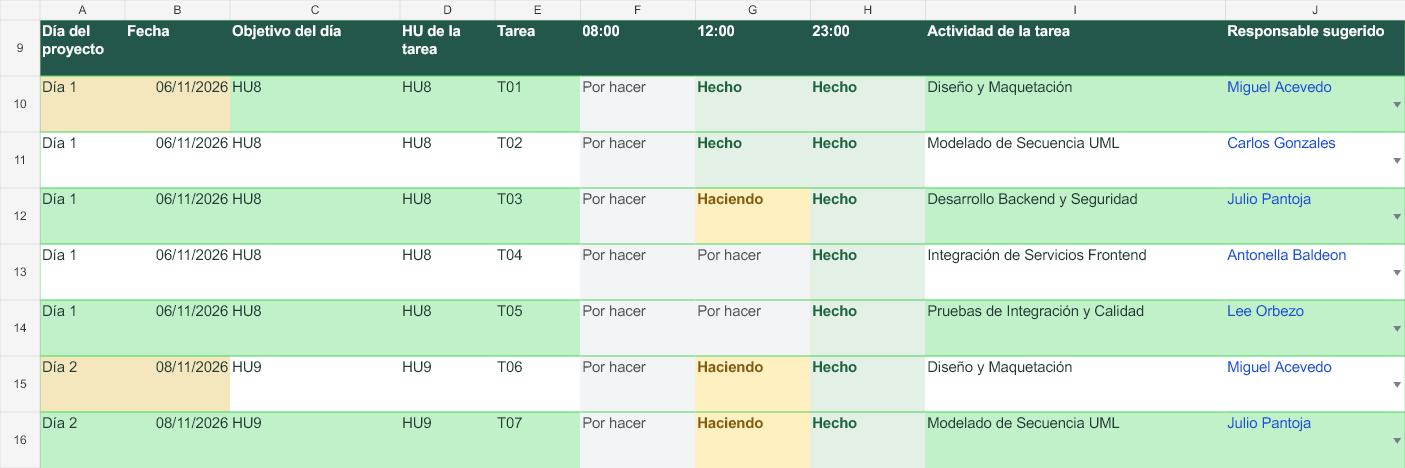 A B C D E F G H I J
9 Día del proyecto Fecha Objetivo del día HU de la tarea Tarea 08:00 12:00 23:00 Actividad de la tarea Responsable sugerido
10 Día 1 06/11/2026 HU8 HU8 T01 Por hacer Hecho Hecho Diseño y Maquetación Miguel Acevedo
11 Día 1 06/11/2026 HU8 HU8 T02 Por hacer Hecho Hecho Modelado de Secuencia UML Carlos Gonzales
12 Día 1 06/11/2026 HU8 HU8 T03 Por hacer Haciendo Hecho Desarrollo Backend y Seguridad Julio Pantoja
13 Día 1 06/11/2026 HU8 HU8 T04 Por hacer Por hacer Hecho Integración de Servicios Frontend Antonella Baldeon
14 Día 1 06/11/2026 HU8 HU8 T05 Por hacer Por hacer Hecho Pruebas de Integración y Calidad Lee Orbezo
15 Día 2 08/11/2026 HU9 HU9 T06 Por hacer Haciendo Hecho Diseño y Maquetación Miguel Acevedo
16 Día 2 08/11/2026 HU9 HU9 T07 Por hacer Haciendo Hecho Modelado de Secuencia UML Julio Pantoja